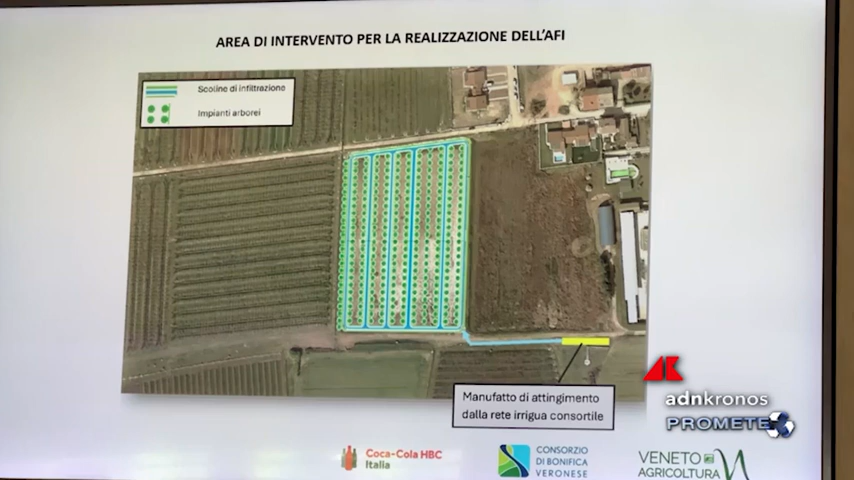 AREA DI INTERVENTO PER LA REALIZZAZIONE DELL'AFI
Scoline di infiltrazione
Impianti arborei
Manufatto di attingimento
dalla rete irrigua consortile
adnkronos
PROMETEO
Coca-Cola HBC
Italia
CONSORZIO
DI BONIFICA
VERONESE
VENETO
AGRICOLTURA